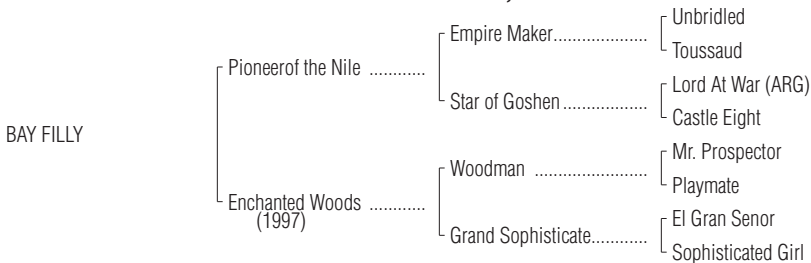 Unbridled
Empire Maker....................
Toussaud
Pioneerof the Nile ............
Lord At War (ARG)
Star of Goshen..................
Castle Eight
BAY FILLY
Mr. Prospector
Woodman ........................
Playmate
Enchanted Woods ............
(1997)
El Gran Senor
Grand Sophisticate............
Sophisticated Girl